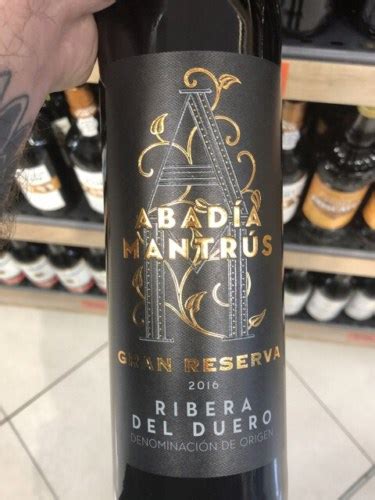 ABADÍA
MANTRÚS
GRAN RESERVA
2016
RIBERA
DEL DUERO
DENOMINACIÓN DE ORIGEN